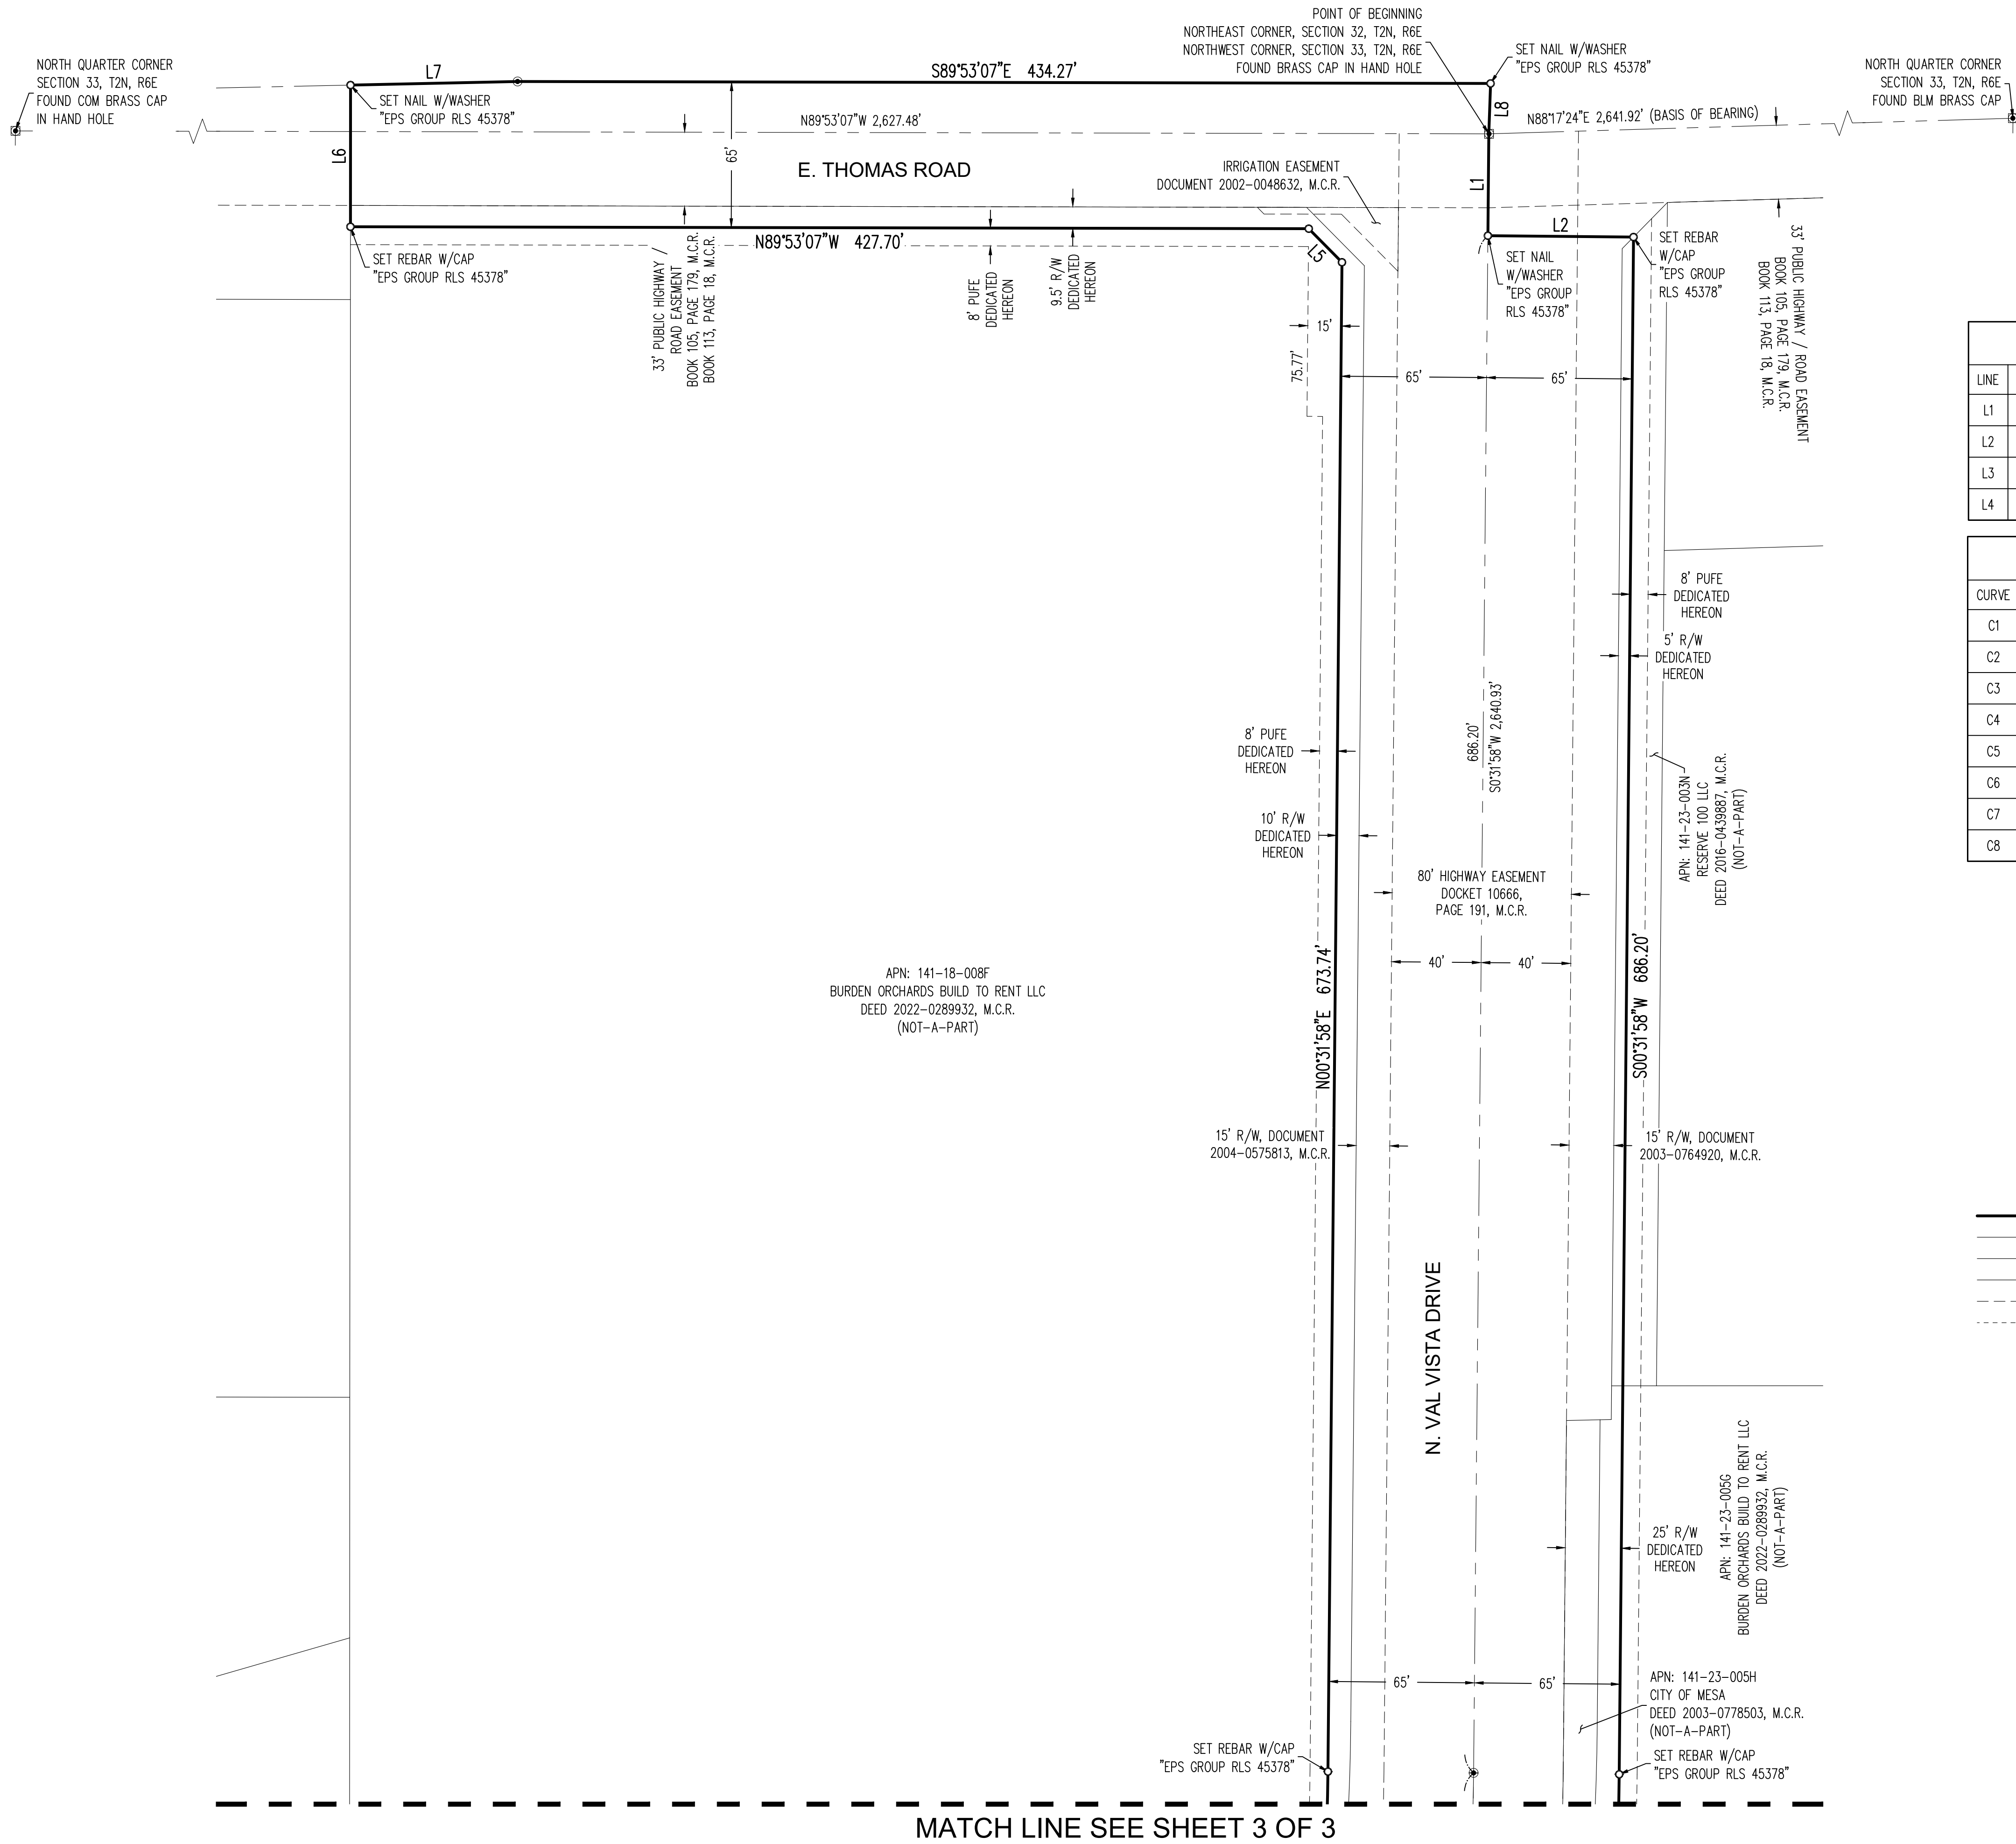 POINT OF BEGINNING
NORTHEAST CORNER, SECTION 32, T2N, R6E
NORTHWEST CORNER, SECTION 33, T2N, R6E
FOUND BRASS CAP IN HAND HOLE
NORTH QUARTER CORNER
SECTION 33, T2N, R6E
FOUND COM BRASS CAP
IN HAND HOLE
L7
S89°53'07"E 434.27'
SET NAIL W/WASHER
"EPS GROUP RLS 45378"
NORTH QUARTER CORNER
SECTION 33, T2N, R6E
FOUND BLM BRASS CAP
SET NAIL W/WASHER
"EPS GROUP RLS 45378"
L8
N89°53'07"W 2,627.48'
N88°17'24"E 2,641.92' (BASIS OF BEARING)
L6
65'
E. THOMAS ROAD
IRRIGATION EASEMENT
DOCUMENT 2002-0048632, M.C.R.
L1
L2
N89°53'07"W 427.70'
L5
SET REBAR W/CAP
"EPS GROUP RLS 45378"
SET NAIL
W/WASHER
"EPS GROUP
RLS 45378"
SET REBAR
W/CAP
"EPS GROUP
RLS 45378"
33' PUBLIC HIGHWAY /
ROAD EASEMENT
BOOK 105, PAGE 179, M.C.R.
BOOK 113, PAGE 18, M.C.R.
8' PUFE
DEDICATED
HEREON
9.5' R/W
DEDICATED
HEREON
33' PUBLIC HIGHWAY / ROAD EASEMENT
BOOK 105, PAGE 179, M.C.R.
BOOK 113, PAGE 18, M.C.R.
15'
75.77'
65'
65'
LINE
L1
L2
L3
L4
CURVE
C1
C2
C3
C4
C5
C6
C7
C8
8' PUFE
DEDICATED
HEREON
5' R/W
DEDICATED
HEREON
686.20'
S0°31'58"W 2,640.93'
8' PUFE
DEDICATED
HEREON
10' R/W
DEDICATED
HEREON
APN: 141-23-003N
RESERVE 100 LLC
DEED 2016-0439887, M.C.R.
(NOT-A-PART)
80' HIGHWAY EASEMENT
DOCKET 10666,
PAGE 191, M.C.R.
40'
40'
N00°31'58"E 673.74'
S00°31'58"W 686.20'
APN: 141-18-008F
BURDEN ORCHARDS BUILD TO RENT LLC
DEED 2022-0289932, M.C.R.
(NOT-A-PART)
15' R/W, DOCUMENT
2004-0575813, M.C.R.
15' R/W, DOCUMENT
2003-0764920, M.C.R.
N. VAL VISTA DRIVE
APN: 141-23-005G
BURDEN ORCHARDS BUILD TO RENT LLC
DEED 2022-0289932, M.C.R.
(NOT-A-PART)
25' R/W
DEDICATED
HEREON
65'
65'
APN: 141-23-005H
CITY OF MESA
DEED 2003-0778503, M.C.R.
(NOT-A-PART)
SET REBAR W/CAP
"EPS GROUP RLS 45378"
SET REBAR W/CAP
"EPS GROUP RLS 45378"
MATCH LINE SEE SHEET 3 OF 3